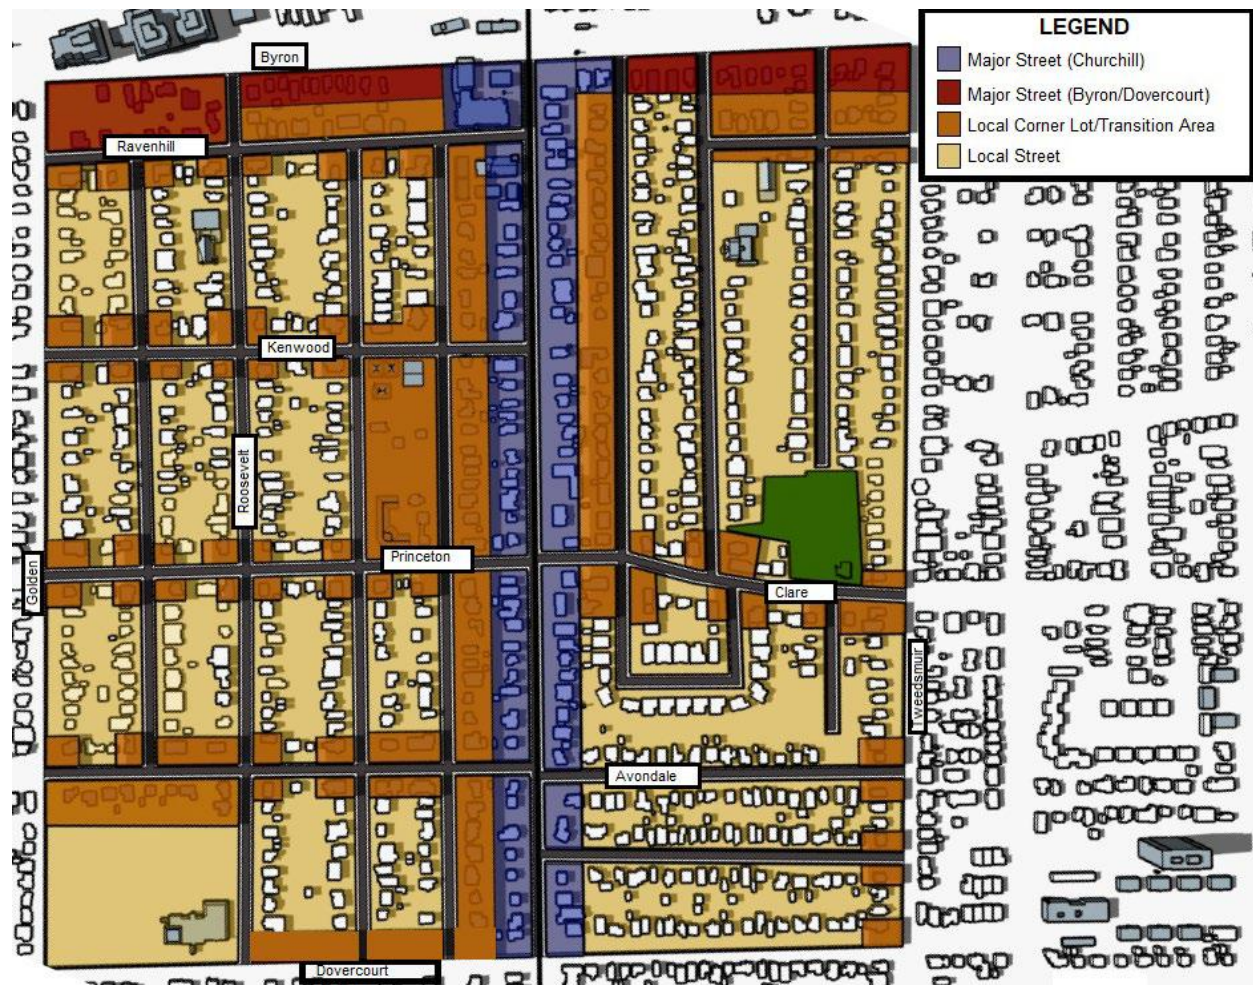 LEGEND
Major Street (Churchill)
Major Street (Byron/Dovercourt)
Local Corner Lot/Transition Area
Local Street
Byron
Ravenhill
Kenwood
Roosevelt
Princeton
Golden
Clare
Tweedsmuir
Avondale
Dovercourt